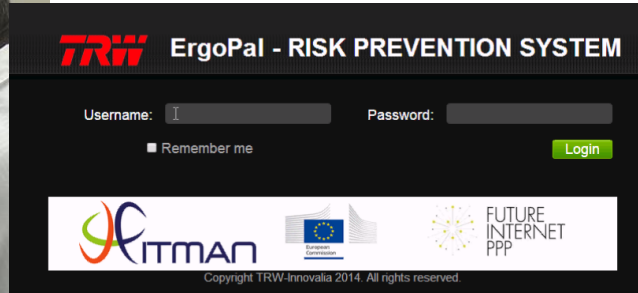 TRW ErgoPal - RISK PREVENTION SYSTEM
Username: Password:
Remember me Login
FITMAN
European
Commission
FUTURE
INTERNET
PPP
Copyright TRW-Innovalia 2014. All rights reserved.